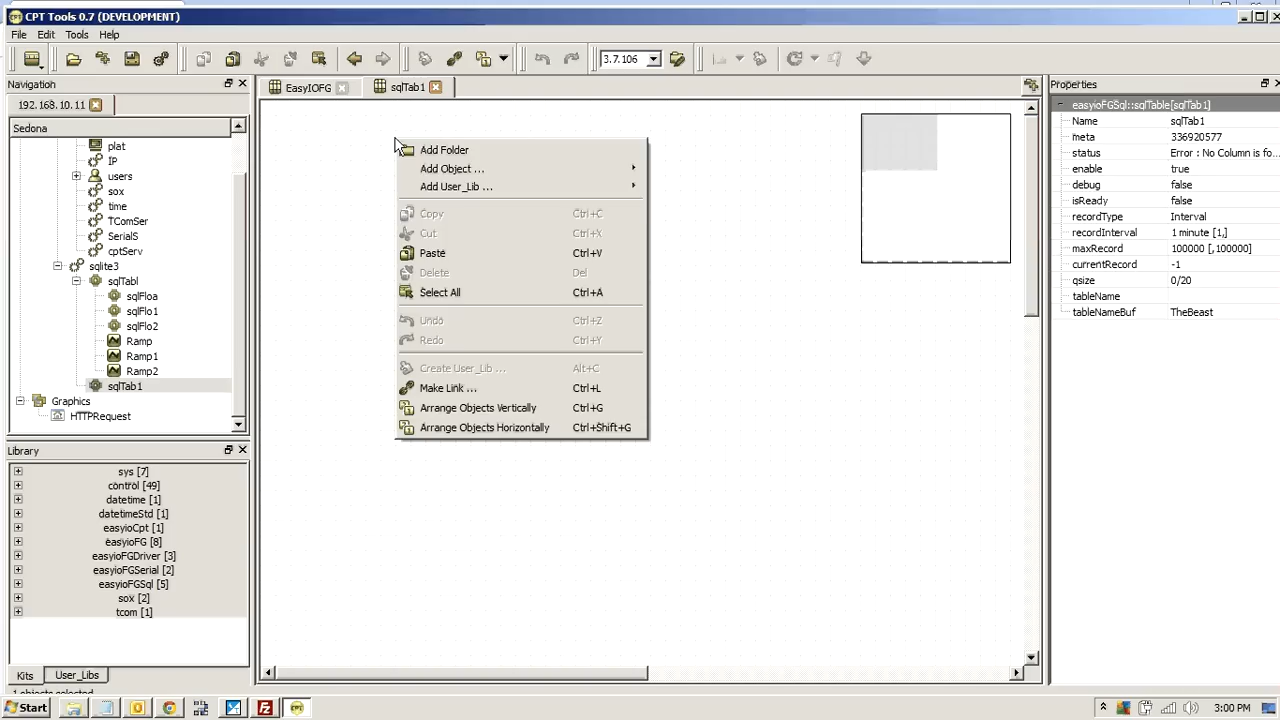 CPT Tools 0.7 (DEVELOPMENT)
File Edit Tools Help
3.7.106
Navigation
192.168.10.11
Sedona
plat
IP
users
sox
time
TComSer
SerialS
cptServ
sqlite3
sqlTabl
sqlFloa
sqlFlo1
sqlFlo2
Ramp
Ramp1
Ramp2
sqlTab1
Graphics
HTTPRequest
Library
sys [7]
control [49]
datetime [1]
datetimeStd [1]
easyioCpt [1]
easyioFG [8]
easyioFGDriver [3]
easyioFGSerial [2]
easyioFGSql [5]
sox [2]
tcom [1]
Kits User_Libs
1 objects selected
EasyIOFG sqlTab1
Add Folder
Add Object ...
Add User_Lib ...
Copy Ctrl+C
Cut Ctrl+X
Paste Ctrl+V
Delete Del
Select All Ctrl+A
Undo Ctrl+Z
Redo Ctrl+Y
Create User_Lib ... Alt+C
Make Link ... Ctrl+L
Arrange Objects Vertically Ctrl+G
Arrange Objects Horizontally Ctrl+Shift+G
Properties
easyioFGSql::sqlTable[sqlTab1]
Name sqlTab1
meta 336920577
status Error : No Column is fo...
enable true
debug false
isReady false
recordType Interval
recordInterval 1 minute [1,]
maxRecord 100000 [,100000]
currentRecord -1
qsize 0/20
tableName
tableNameBuf TheBeast
Start
3:00 PM